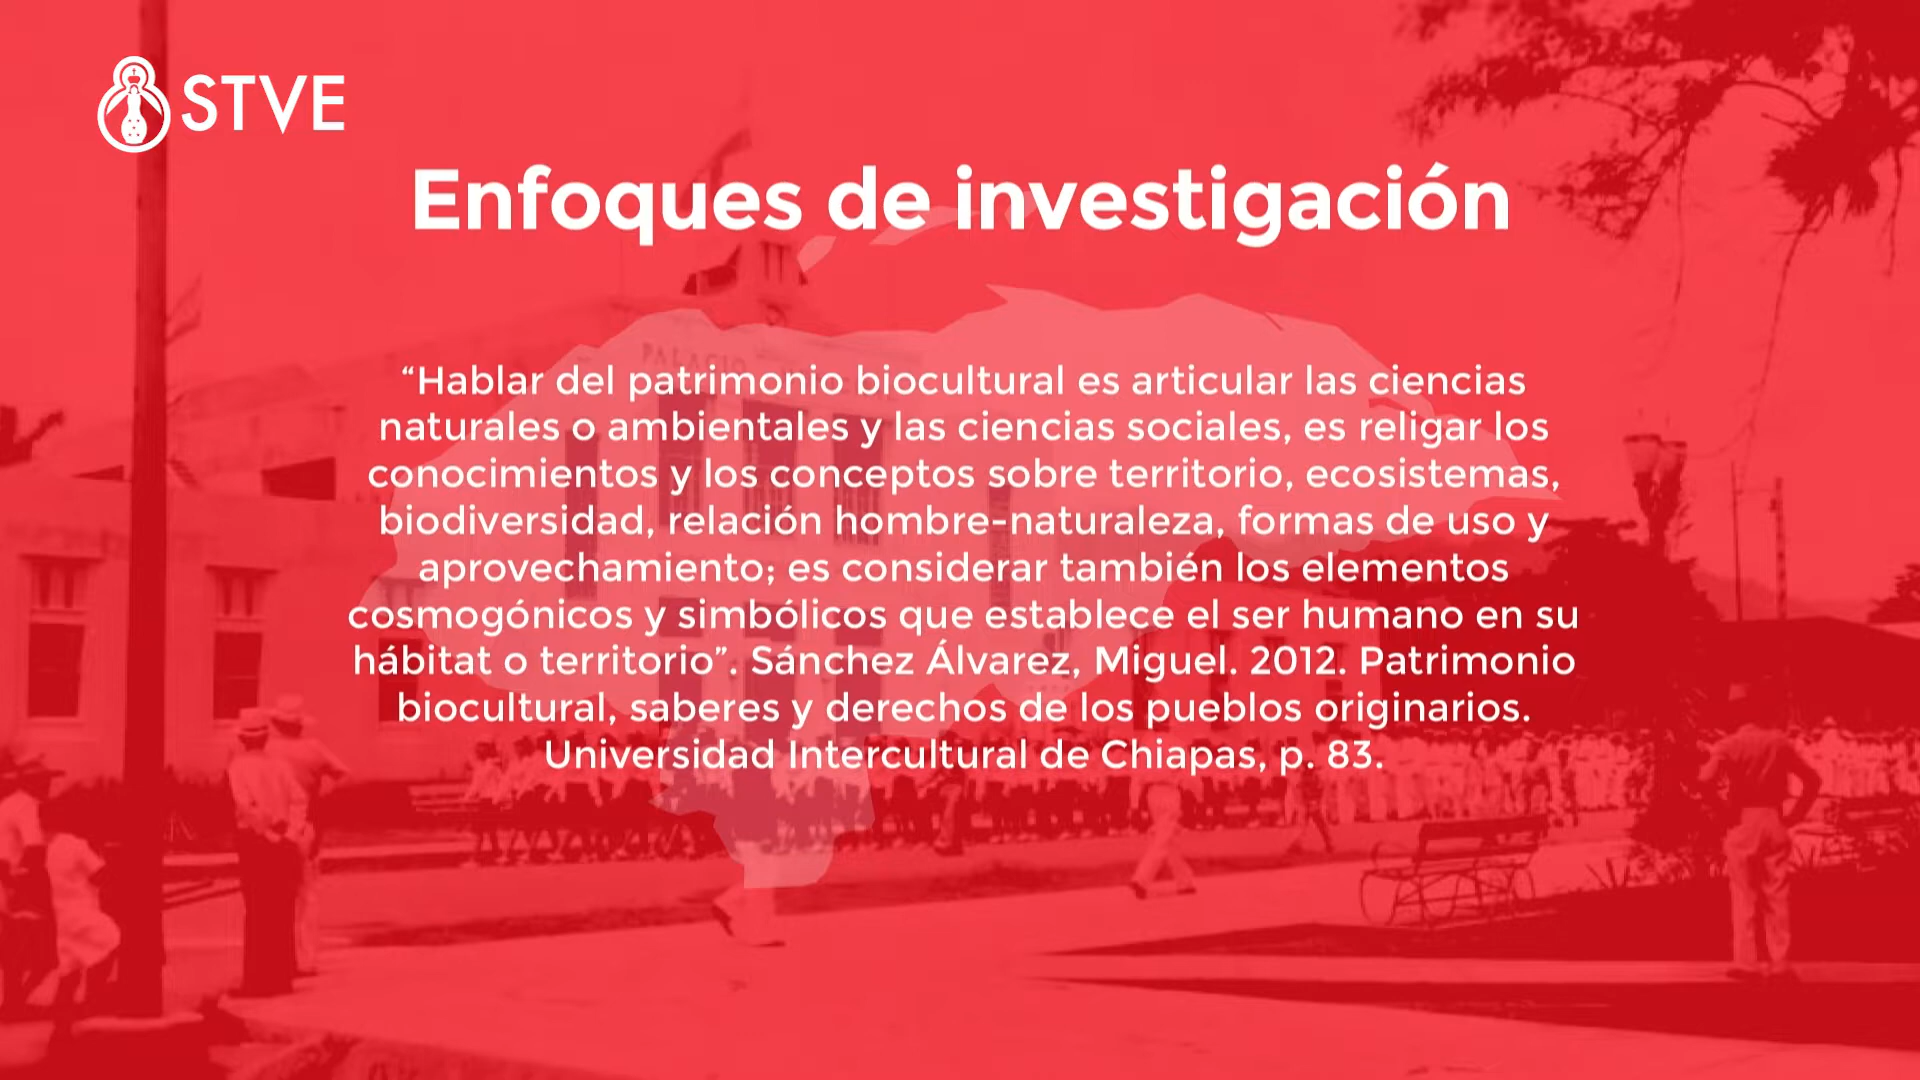 STVE
Enfoques de investigación
“Hablar del patrimonio biocultural es articular las ciencias
naturales o ambientales y las ciencias sociales, es religar los
conocimientos y los conceptos sobre territorio, ecosistemas,
biodiversidad, relación hombre-naturaleza, formas de uso y
aprovechamiento; es considerar también los elementos
cosmogónicos y simbólicos que establece el ser humano en su
hábitat o territorio”. Sánchez Álvarez, Miguel. 2012. Patrimonio
biocultural, saberes y derechos de los pueblos originarios.
Universidad Intercultural de Chiapas, p. 83.
PALACIO